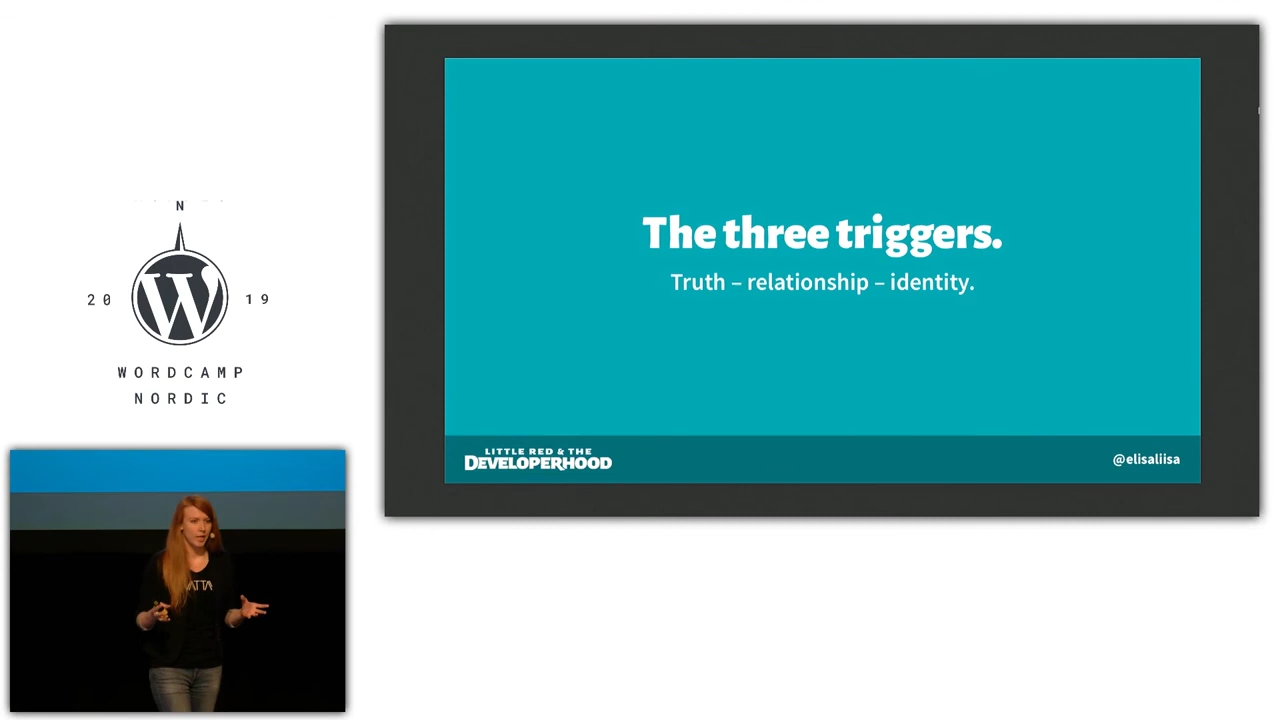 N
20 19
WORDCAMP
NORDIC
The three triggers.
Truth – relationship – identity.
LITTLE RED & THE
DEVELOPERHOOD
@elisaliisa